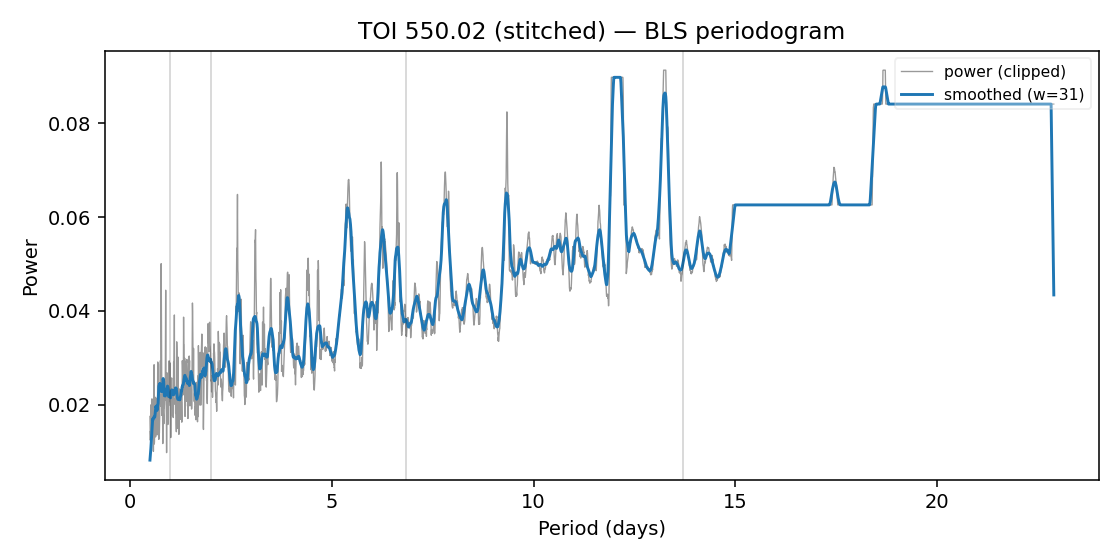 TOI 550.02 (stitched) — BLS periodogram
power (clipped)
smoothed (w=31)
0.08
0.06
0.04
0.02
Power
0 5 10 15 20
Period (days)